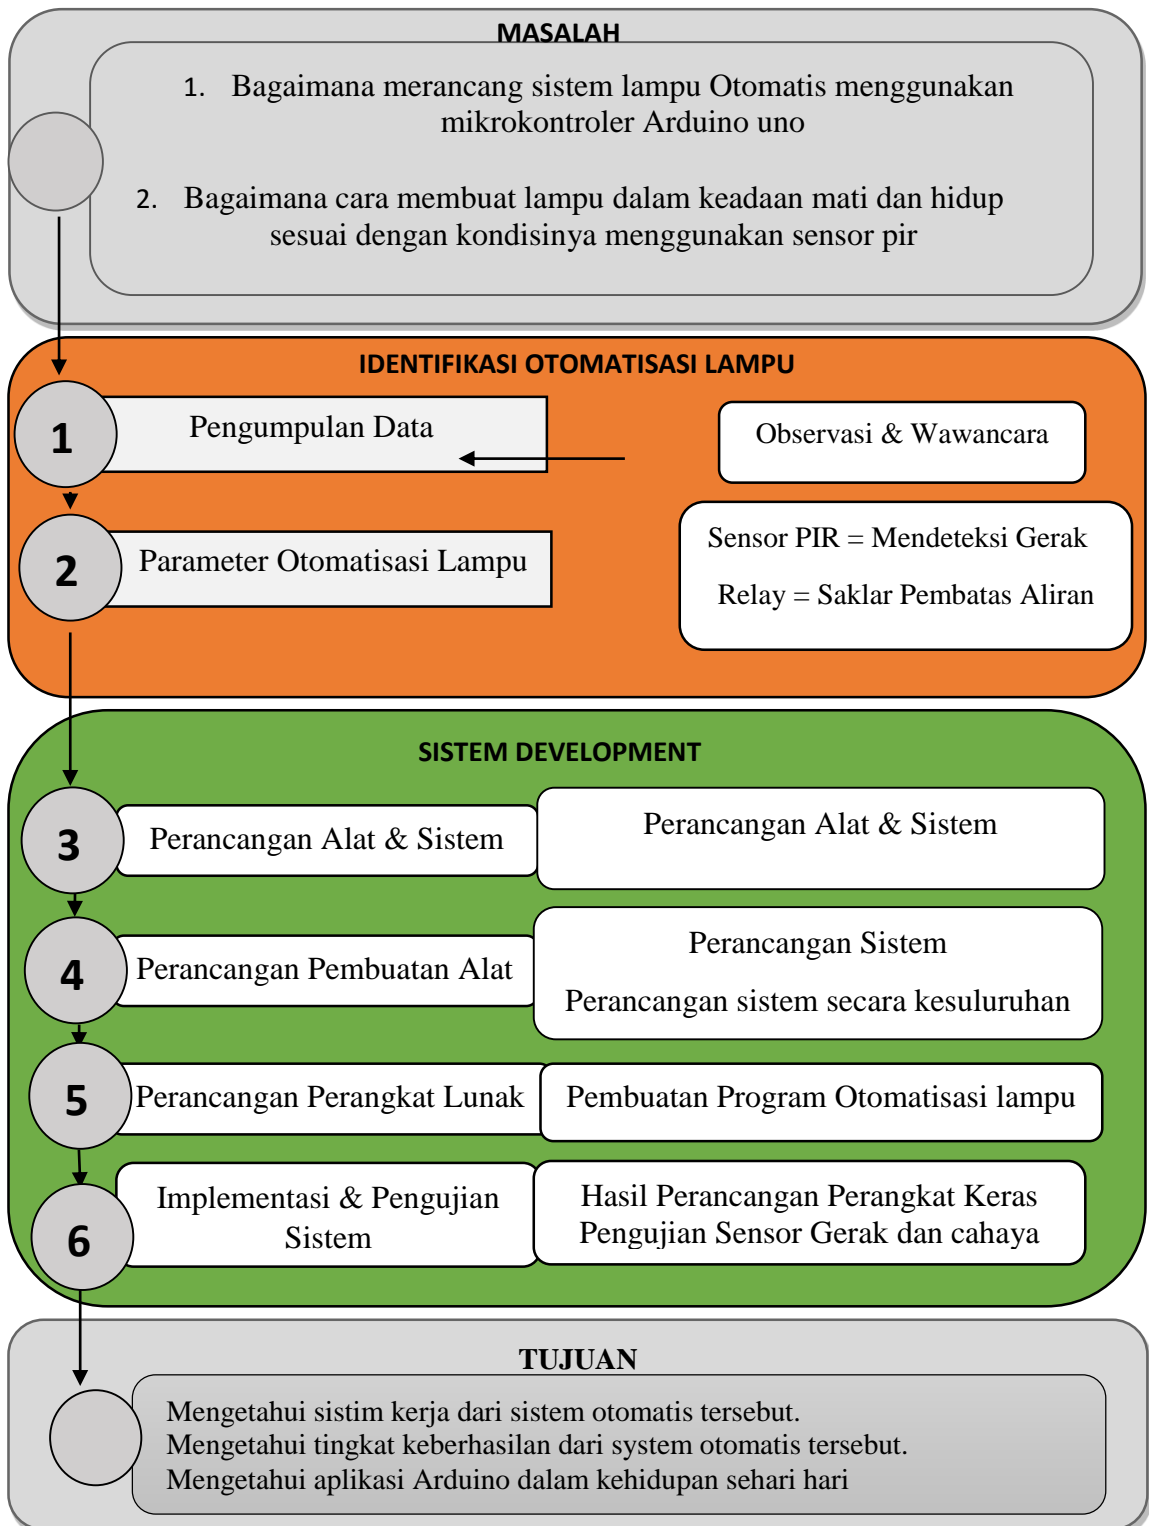 MASALAH
1. Bagaimana merancang sistem lampu Otomatis menggunakan
mikrokontroler Arduino uno
2. Bagaimana cara membuat lampu dalam keadaan mati dan hidup
sesuai dengan kondisinya menggunakan sensor pir
IDENTIFIKASI OTOMATISASI LAMPU
1
Pengumpulan Data
Observasi & Wawancara
2
Parameter Otomatisasi Lampu
Sensor PIR = Mendeteksi Gerak
Relay = Saklar Pembatas Aliran
SISTEM DEVELOPMENT
3
Perancangan Alat & Sistem
Perancangan Alat & Sistem
4
Perancangan Pembuatan Alat
Perancangan Sistem
Perancangan sistem secara kesuluruhan
5
Perancangan Perangkat Lunak
Pembuatan Program Otomatisasi lampu
6
Implementasi & Pengujian
Sistem
Hasil Perancangan Perangkat Keras
Pengujian Sensor Gerak dan cahaya
TUJUAN
Mengetahui sistim kerja dari sistem otomatis tersebut.
Mengetahui tingkat keberhasilan dari system otomatis tersebut.
Mengetahui aplikasi Arduino dalam kehidupan sehari hari